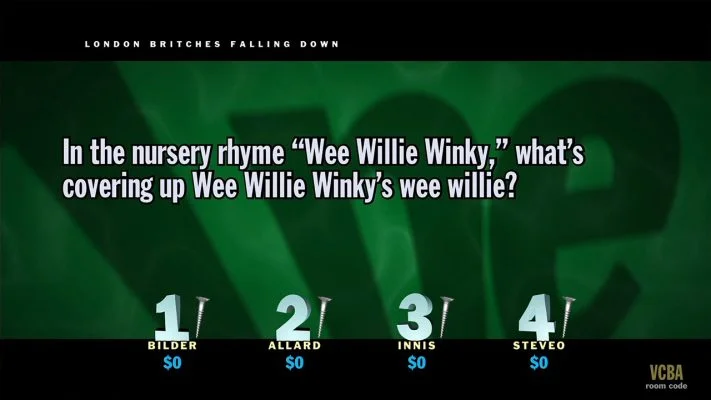 LONDON BRITCHES FALLING DOWN
In the nursery rhyme “Wee Willie Winky,” what’s
covering up Wee Willie Winky’s wee willie?
1 2 3 4
BILDER ALLARD INNIS STEVEO
$0 $0 $0 $0
VCBA
room code